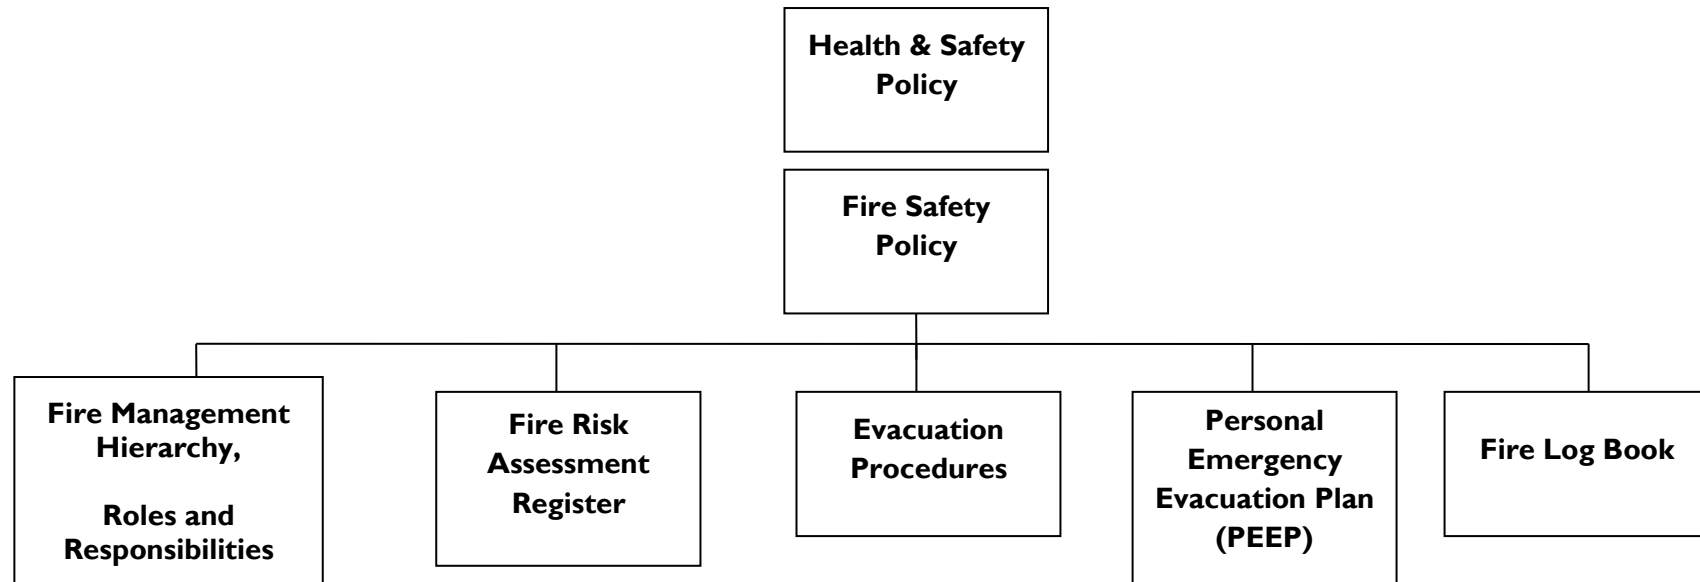 Health & Safety
Policy
Fire Safety
Policy
Fire Management
Hierarchy,
Roles and
Responsibilities
Fire Risk
Assessment
Register
Evacuation
Procedures
Personal
Emergency
Evacuation Plan
(PEEP)
Fire Log Book